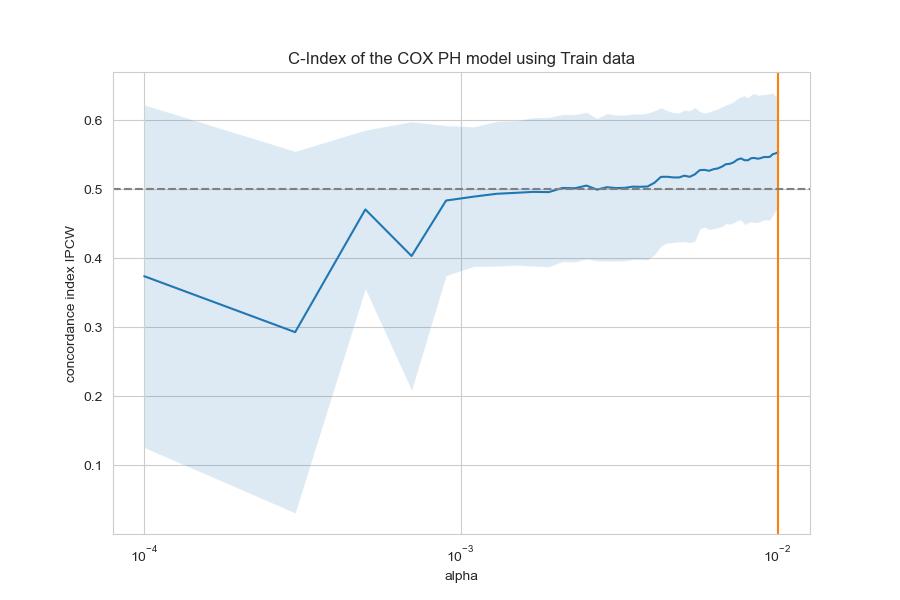 C-Index of the COX PH model using Train data
concordance index IPCW
0.6
0.5
0.4
0.3
0.2
0.1
10⁻⁴ 10⁻³ 10⁻²
alpha